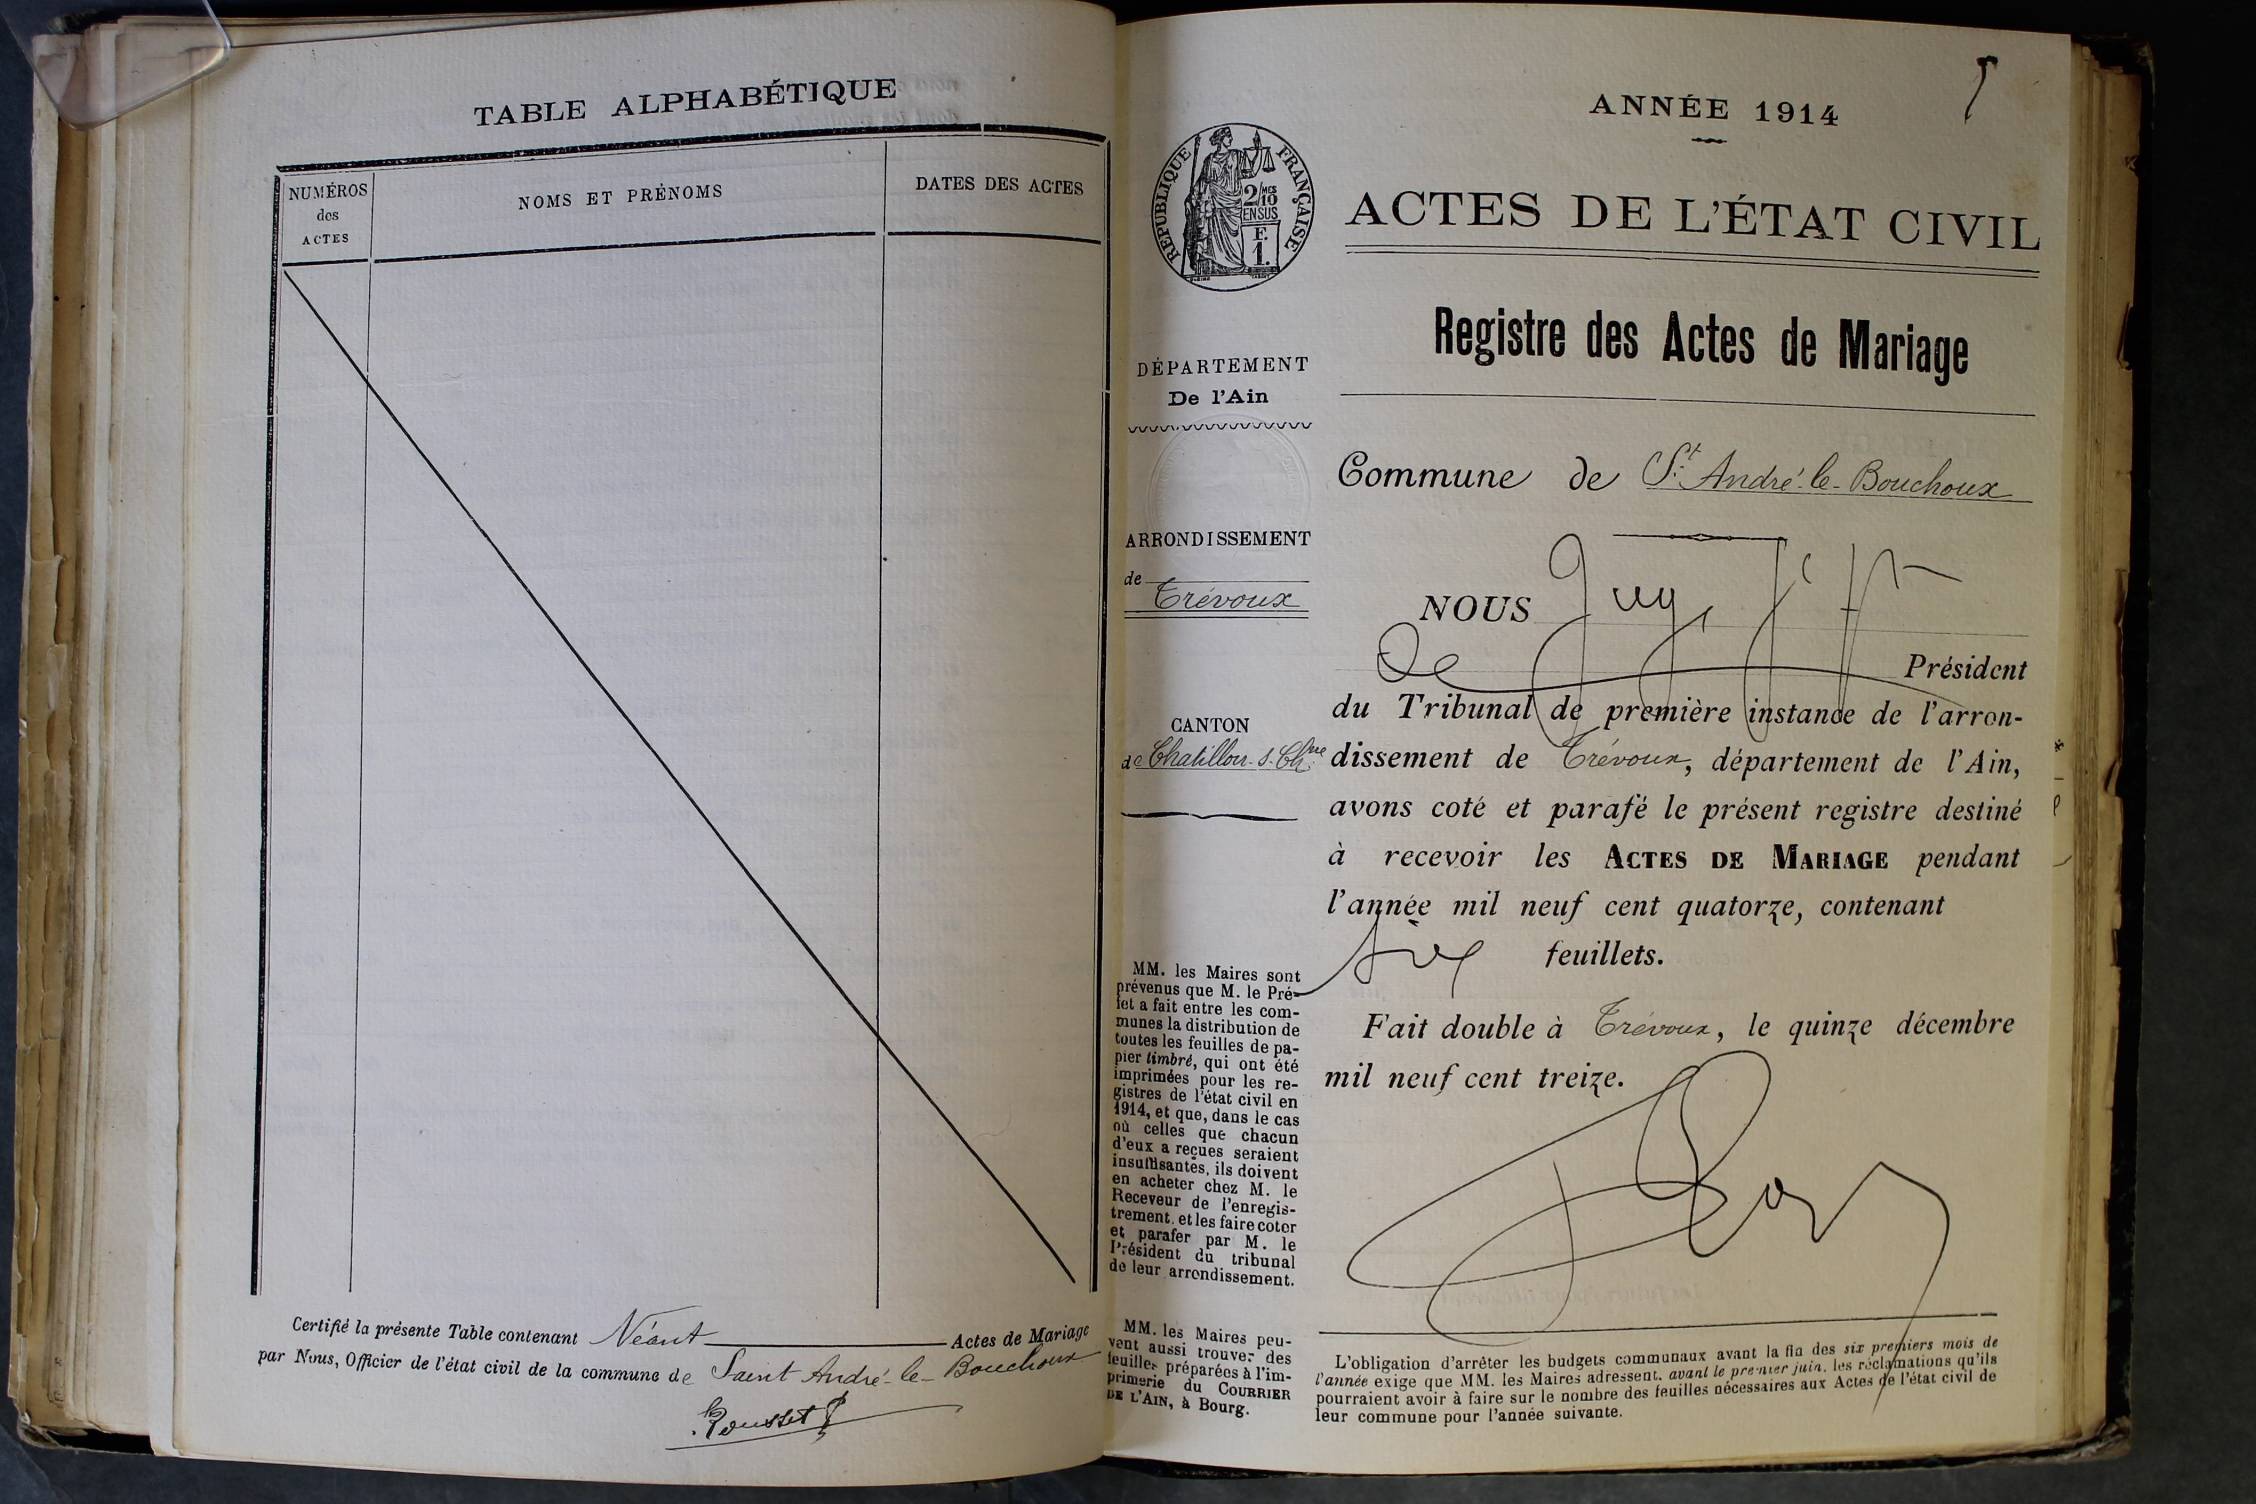 TABLE ALPHABÉTIQUE
NUMÉROS
des
ACTES
NOMS ET PRÉNOMS
DATES DES ACTES
Certifié la présente Table contenant Néant Actes de Mariage
par Nous, Officier de l'état civil de la commune de Saint André-le-Bouchoux
Rousset
ANNÉE 1914
RÉPUBLIQUE FRANÇAISE
2/10
MES
EN SUS
F.
1.
ACTES DE L'ÉTAT CIVIL
Registre des Actes de Mariage
DÉPARTEMENT
De l'Ain
ARRONDISSEMENT
de
Trévoux
CANTON
de Chatillon-s-Ch.ne
MM. les Maires sont
prévenus que M. le Pré-
fet a fait entre les com-
munes la distribution de
toutes les feuilles de pa-
pier timbré, qui ont été
imprimées pour les re-
gistres de l'état civil en
1914, et que, dans le cas
où celles que chacun
d'eux a reçues seraient
insuffisantes, ils doivent
en acheter chez M. le
Receveur de l'enregis-
trement, et les faire coter
et parafer par M. le
Président du tribunal
de leur arrondissement.
MM. les Maires peu-
vent aussi trouver des
feuilles préparées à l'im-
primerie du COURRIER
DE L'AIN, à Bourg.
Commune de St. André-le-Bouchoux
NOUS
Président
du Tribunal de première instance de l'arron-
dissement de Trévoux, département de l'Ain,
avons coté et parafé le présent registre destiné
à recevoir les ACTES DE MARIAGE pendant
l'année mil neuf cent quatorze, contenant
six feuillets.
Fait double à Trévoux, le quinze décembre
mil neuf cent treize.
L'obligation d'arrêter les budgets communaux avant la fin des six premiers mois de
l'année exige que MM. les Maires adressent, avant le premier juin, les réclamations qu'ils
pourraient avoir à faire sur le nombre des feuilles nécessaires aux Actes de l'état civil de
leur commune pour l'année suivante.